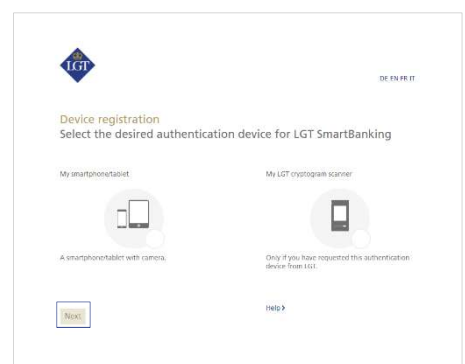 LGT
DE EN FR IT
Device registration
Select the desired authentication device for LGT SmartBanking
My smartphone/tablet
My LGT cryptogram scanner
A smartphone/tablet with camera.
Only if you have requested this authentication
device from LGT.
Next
Help